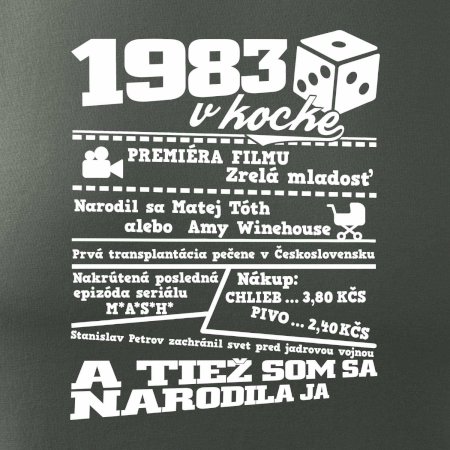 1983
v kocke
PREMIÉRA FILMU
Zrelá mladosť
Narodil sa Matej Tóth
alebo Amy Winehouse
Prvá transplantácia pečene v Československu
Nakrútená posledná
epizóda seriálu
M*A*S*H*
Nákup:
CHLIEB ... 3,80 KČS
PIVO ... 2,40 KČS
Stanislav Petrov zachránil svet pred jadrovou vojnou
A TIEŽ SOM SA
NARODILA JA